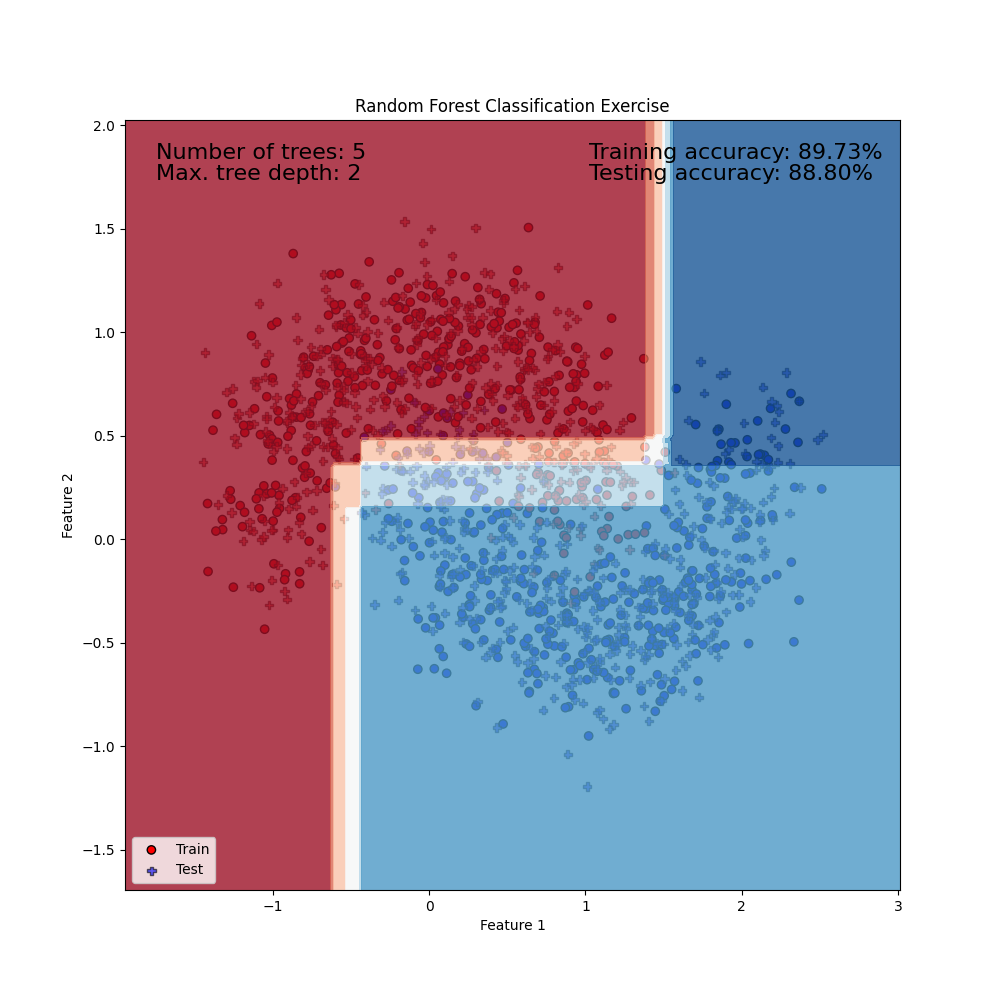 Random Forest Classification Exercise
Number of trees: 5
Max. tree depth: 2
Training accuracy: 89.73%
Testing accuracy: 88.80%
2.0
1.5
1.0
0.5
0.0
−0.5
−1.0
−1.5
Feature 2
Train
Test
−1
0
1
2
3
Feature 1